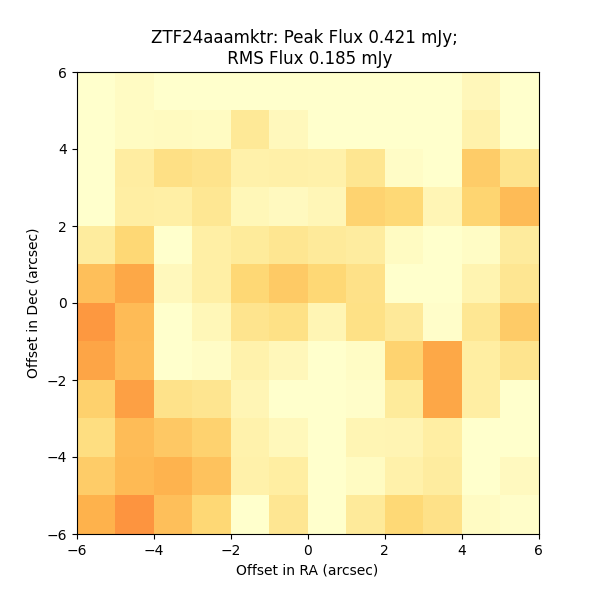 ZTF24aaamktr: Peak Flux 0.421 mJy;
RMS Flux 0.185 mJy
6
4
2
0
−2
−4
−6
Offset in Dec (arcsec)
−6 −4 −2 0 2 4 6
Offset in RA (arcsec)